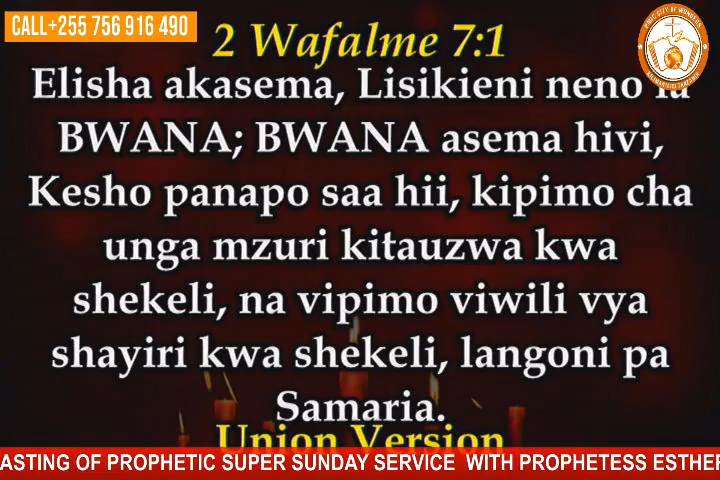 CALL+255 756 916 490
2 Wafalme 7:1
Elisha akasema, Lisikieni neno la
BWANA; BWANA asema hivi,
Kesho panapo saa hii, kipimo cha
unga mzuri kitauzwa kwa
shekeli, na vipimo viwili vya
shayiri kwa shekeli, langoni pa
Samaria.
Union Version
ASTING OF PROPHETIC SUPER SUNDAY SERVICE WITH PROPHETESS ESTHER